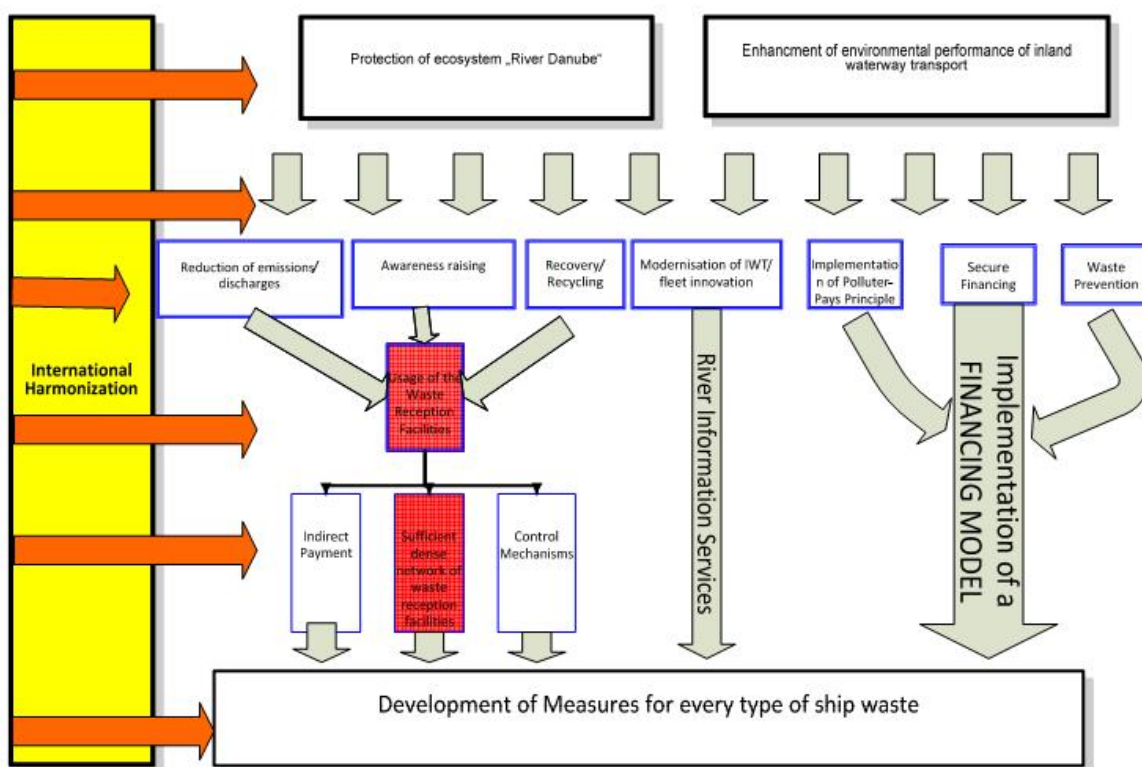 Protection of ecosystem „River Danube“
Enhancment of environmental performance of inland
waterway transport
Reduction of emissions/
discharges
Awareness raising
Recovery/
Recycling
Modernisation of IWT/
fleet innovation
Implementatio
n of Polluter-
Pays Principle
Secure
Financing
Waste
Prevention
International
Harmonization
Usage of the
Waste
Reception
Facilities
River Information Services
Implementation of a
FINANCING MODEL
Indirect
Payment
Sufficient
dense
network of
waste
reception
facilities
Control
Mechanisms
Development of Measures for every type of ship waste